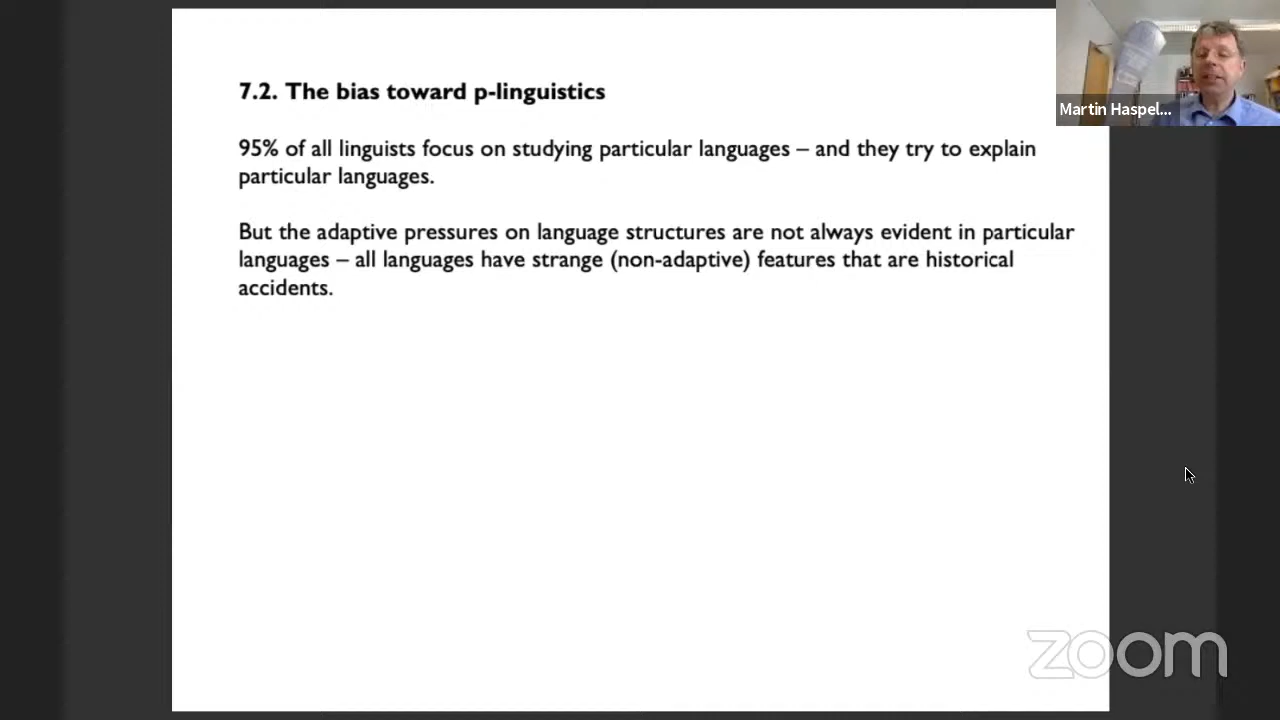 7.2. The bias toward p-linguistics
95% of all linguists focus on studying particular languages – and they try to explain
particular languages.
But the adaptive pressures on language structures are not always evident in particular
languages – all languages have strange (non-adaptive) features that are historical
accidents.
Martin Haspel...
zoom